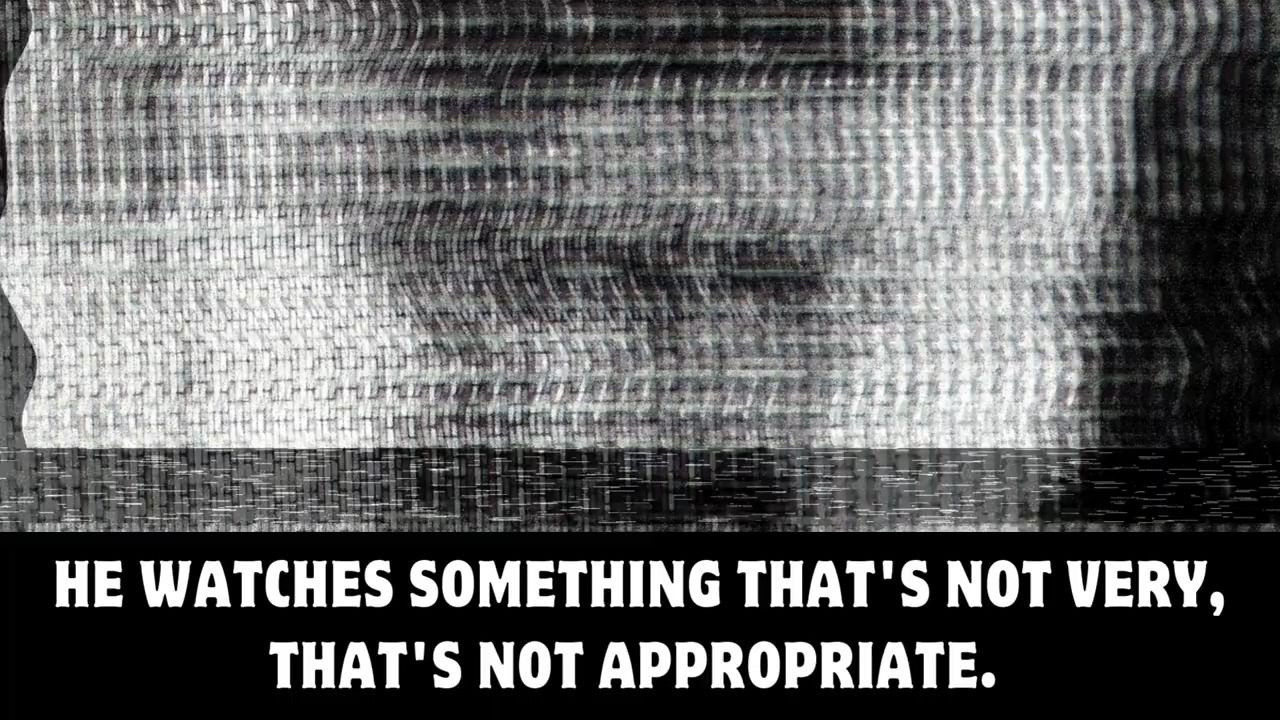 HE WATCHES SOMETHING THAT'S NOT VERY,
THAT'S NOT APPROPRIATE.